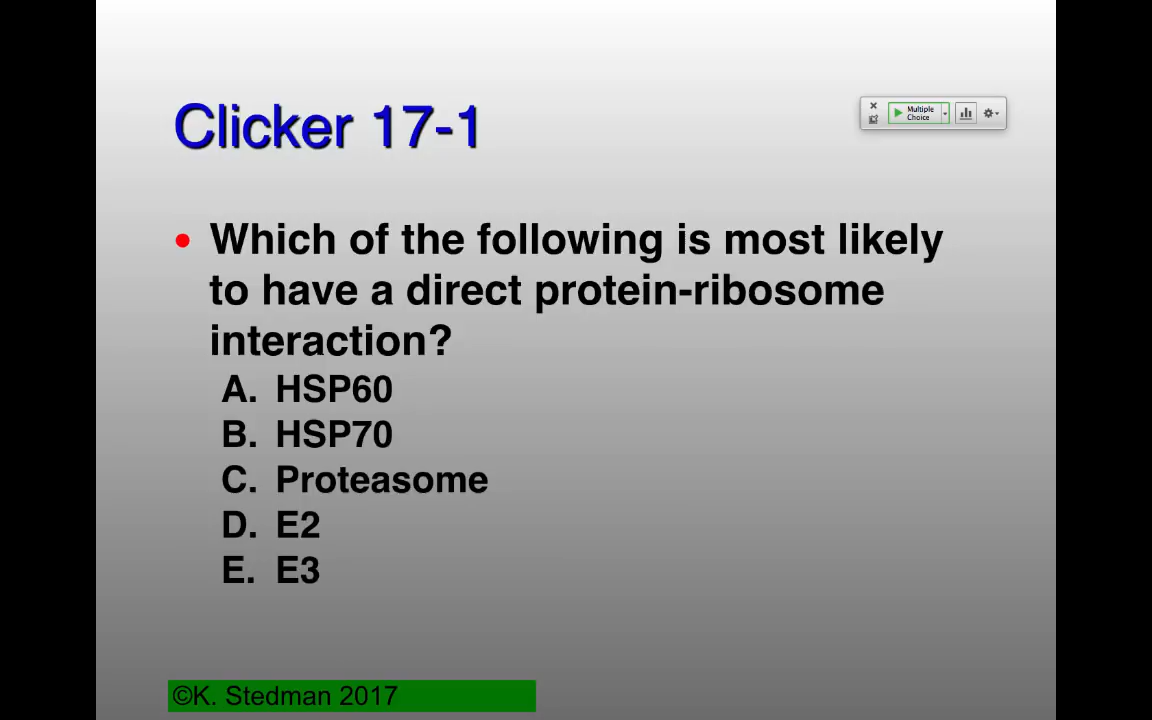 Clicker 17-1
Multiple
Choice
• Which of the following is most likely
to have a direct protein-ribosome
interaction?
A. HSP60
B. HSP70
C. Proteasome
D. E2
E. E3
©K. Stedman 2017